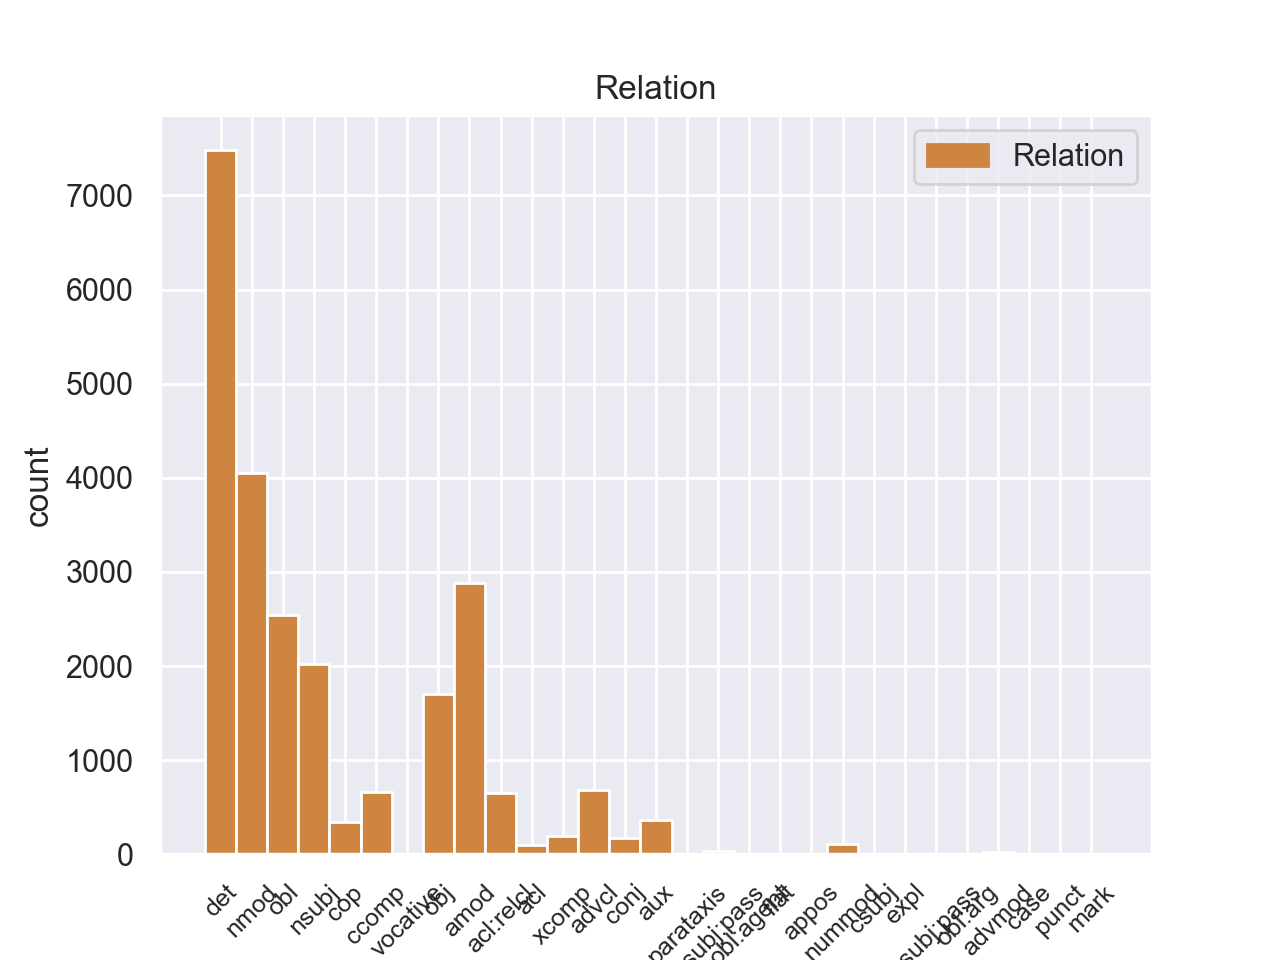 Relation
Relation
7000
6000
5000
4000
3000
2000
1000
0
count
det
nmod
obl
nsubj
cop
ccomp
vocative
obj
amod
acl:relcl
acl
xcomp
advcl
conj
aux
parataxis
subj:pass
obl:agent
flat
appos
nummod
csubj
expl
subj:pass
obl:arg
advmod
case
punct
mark